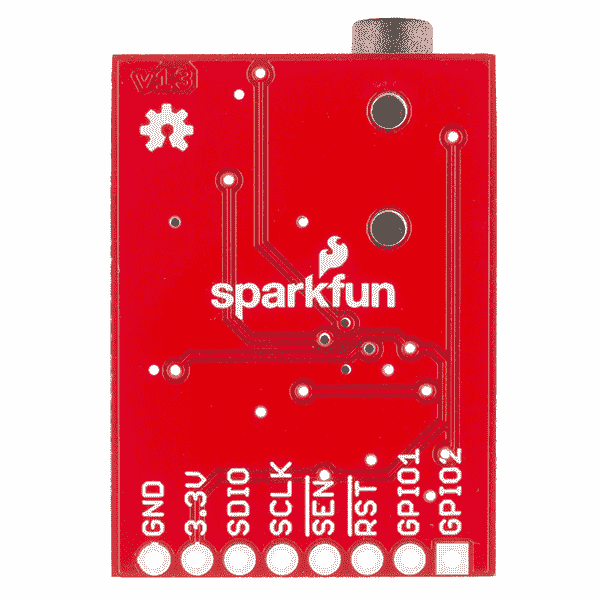 v13
sparkfun
GND
3.3V
SDIO
SCLK
SEN
RST
GPIO1
GPIO2